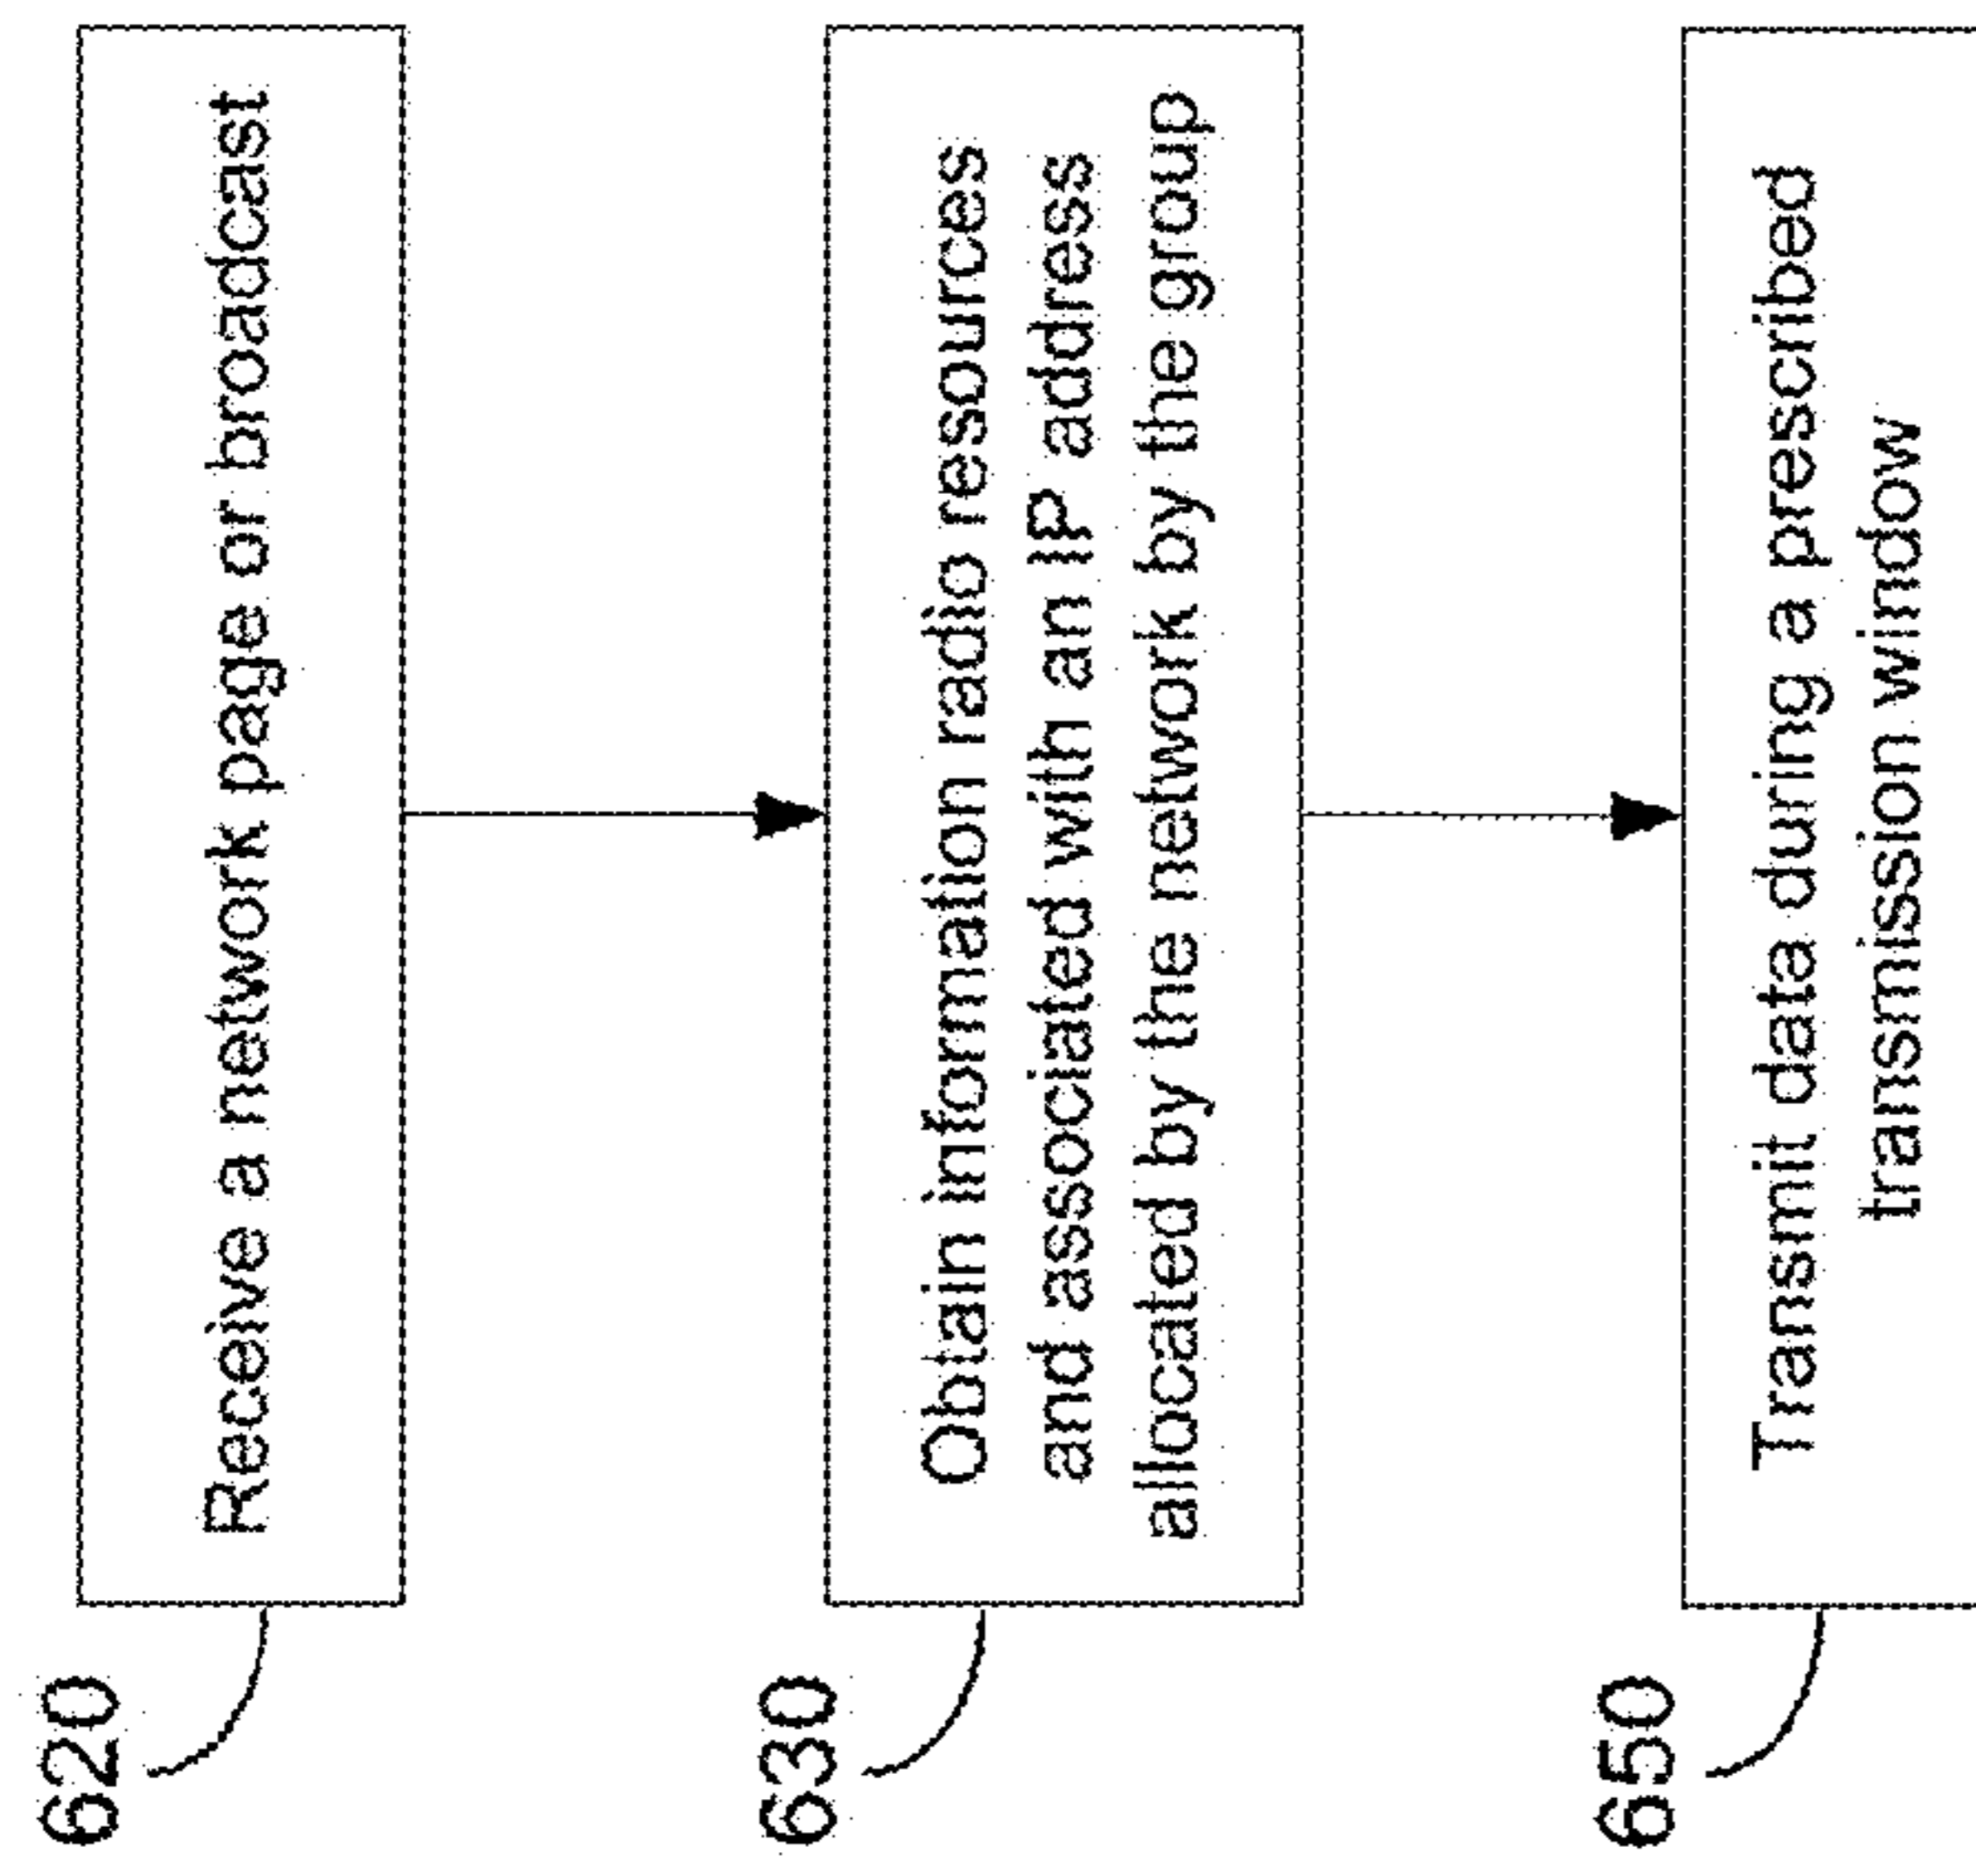 620
Receive a network page or broadcast
630
Obtain information radio resources
and associated with an IP address
allocated by the network by the group
650
Transmit data during a prescribed
transmission window